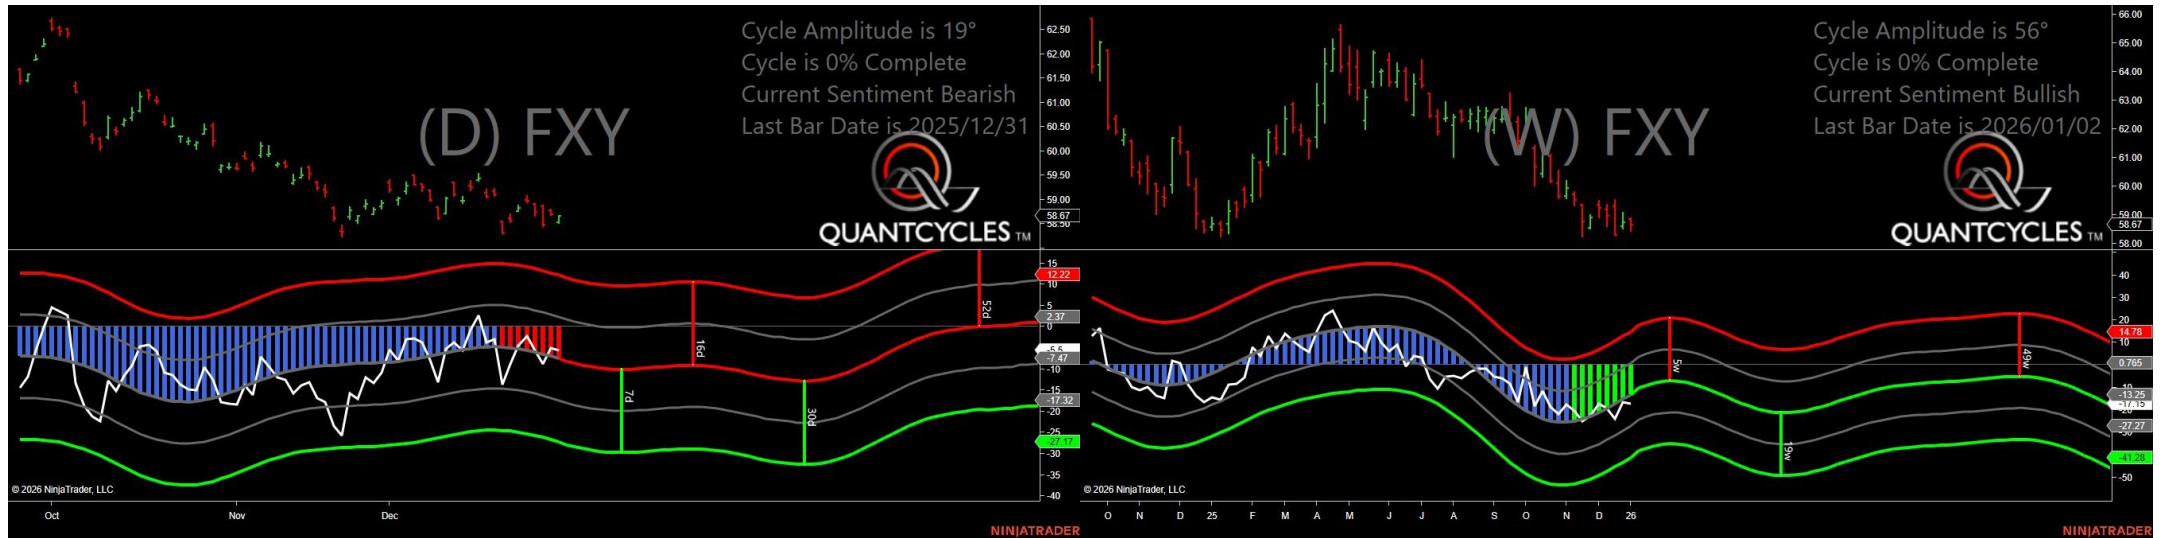 Cycle Amplitude is 19°
Cycle is 0% Complete
Current Sentiment Bearish
Last Bar Date is 2025/12/31
(D) FXY
QUANTCYCLES TM
62.50
62.00
61.50
61.00
60.50
60.00
59.50
59.00
58.67
58.50
15
12.22
10
5
2.37
0
-5.5
-7.47
-10
-17.32
-20
-25
-27.17
-30
-35
-40
7d
16d
30d
52d
© 2026 NinjaTrader, LLC
Oct Nov Dec
NINJATRADER
Cycle Amplitude is 56°
Cycle is 0% Complete
Current Sentiment Bullish
Last Bar Date is 2026/01/02
(W) FXY
QUANTCYCLES TM
66.00
65.00
64.00
63.00
62.00
61.00
60.00
59.00
58.67
58.00
40
30
20
14.78
10
0.765
-10
-13.25
-17.15
-20
-27.27
-30
-41.28
-50
5w
19w
49w
© 2026 NinjaTrader, LLC
O N D 25 F M A M J J A S O N D 26
NINJATRADER